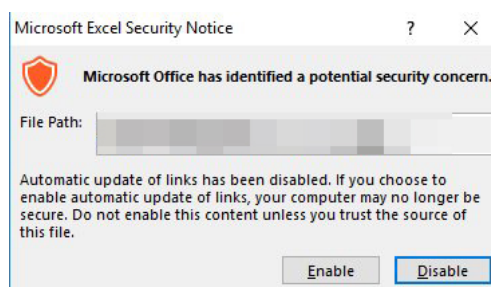 Microsoft Excel Security Notice
Microsoft Office has identified a potential security concern.
File Path:
Automatic update of links has been disabled. If you choose to
enable automatic update of links, your computer may no longer be
secure. Do not enable this content unless you trust the source of
this file.
Enable Disable